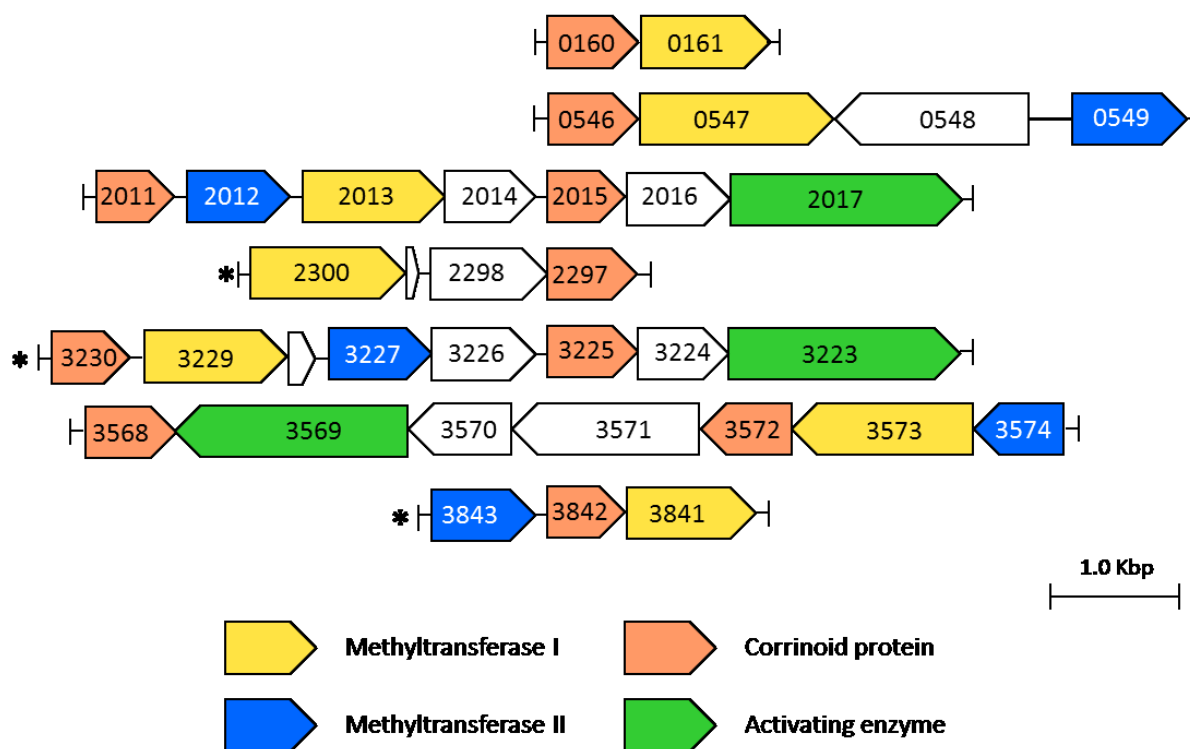 0160 0161
0546 0547 0548 0549
2011 2012 2013 2014 2015 2016 2017
* 2300 2298 2297
* 3230 3229 3227 3226 3225 3224 3223
3568 3569 3570 3571 3572 3573 3574
* 3843 3842 3841
1.0 Kbp
Methyltransferase I Corrinoid protein
Methyltransferase II Activating enzyme